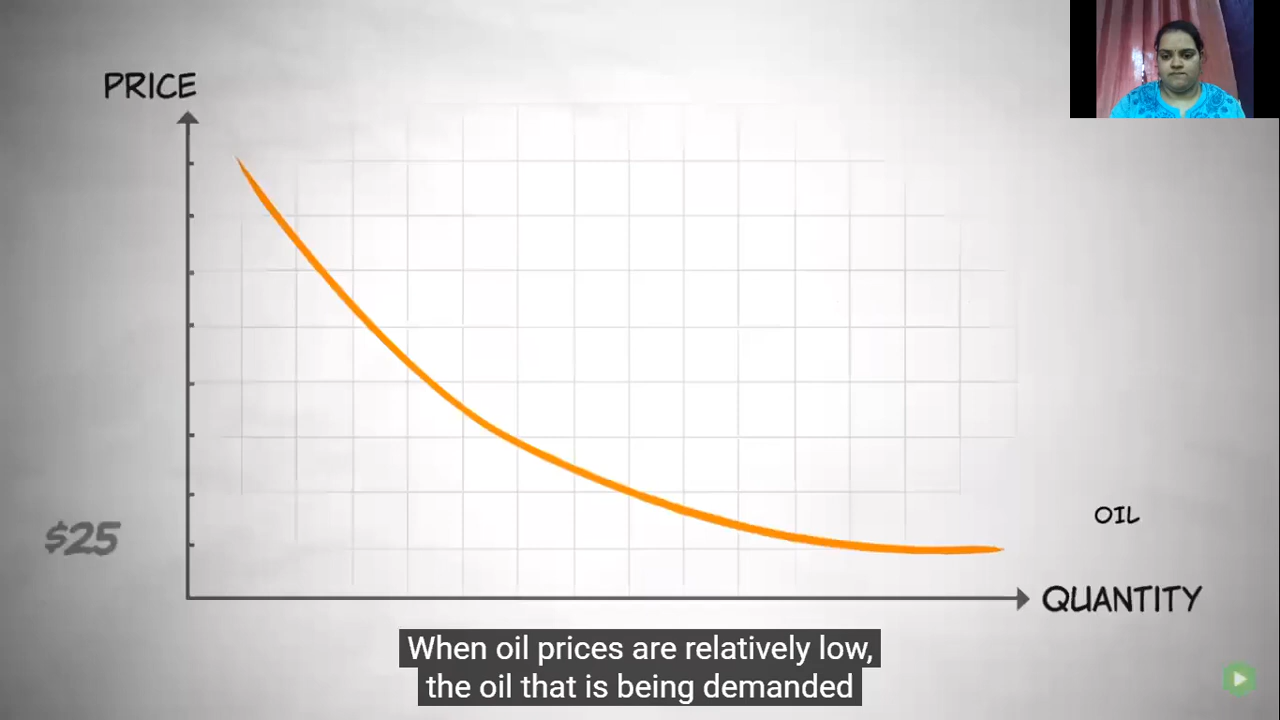 PRICE
$25
OIL
QUANTITY
When oil prices are relatively low,
the oil that is being demanded